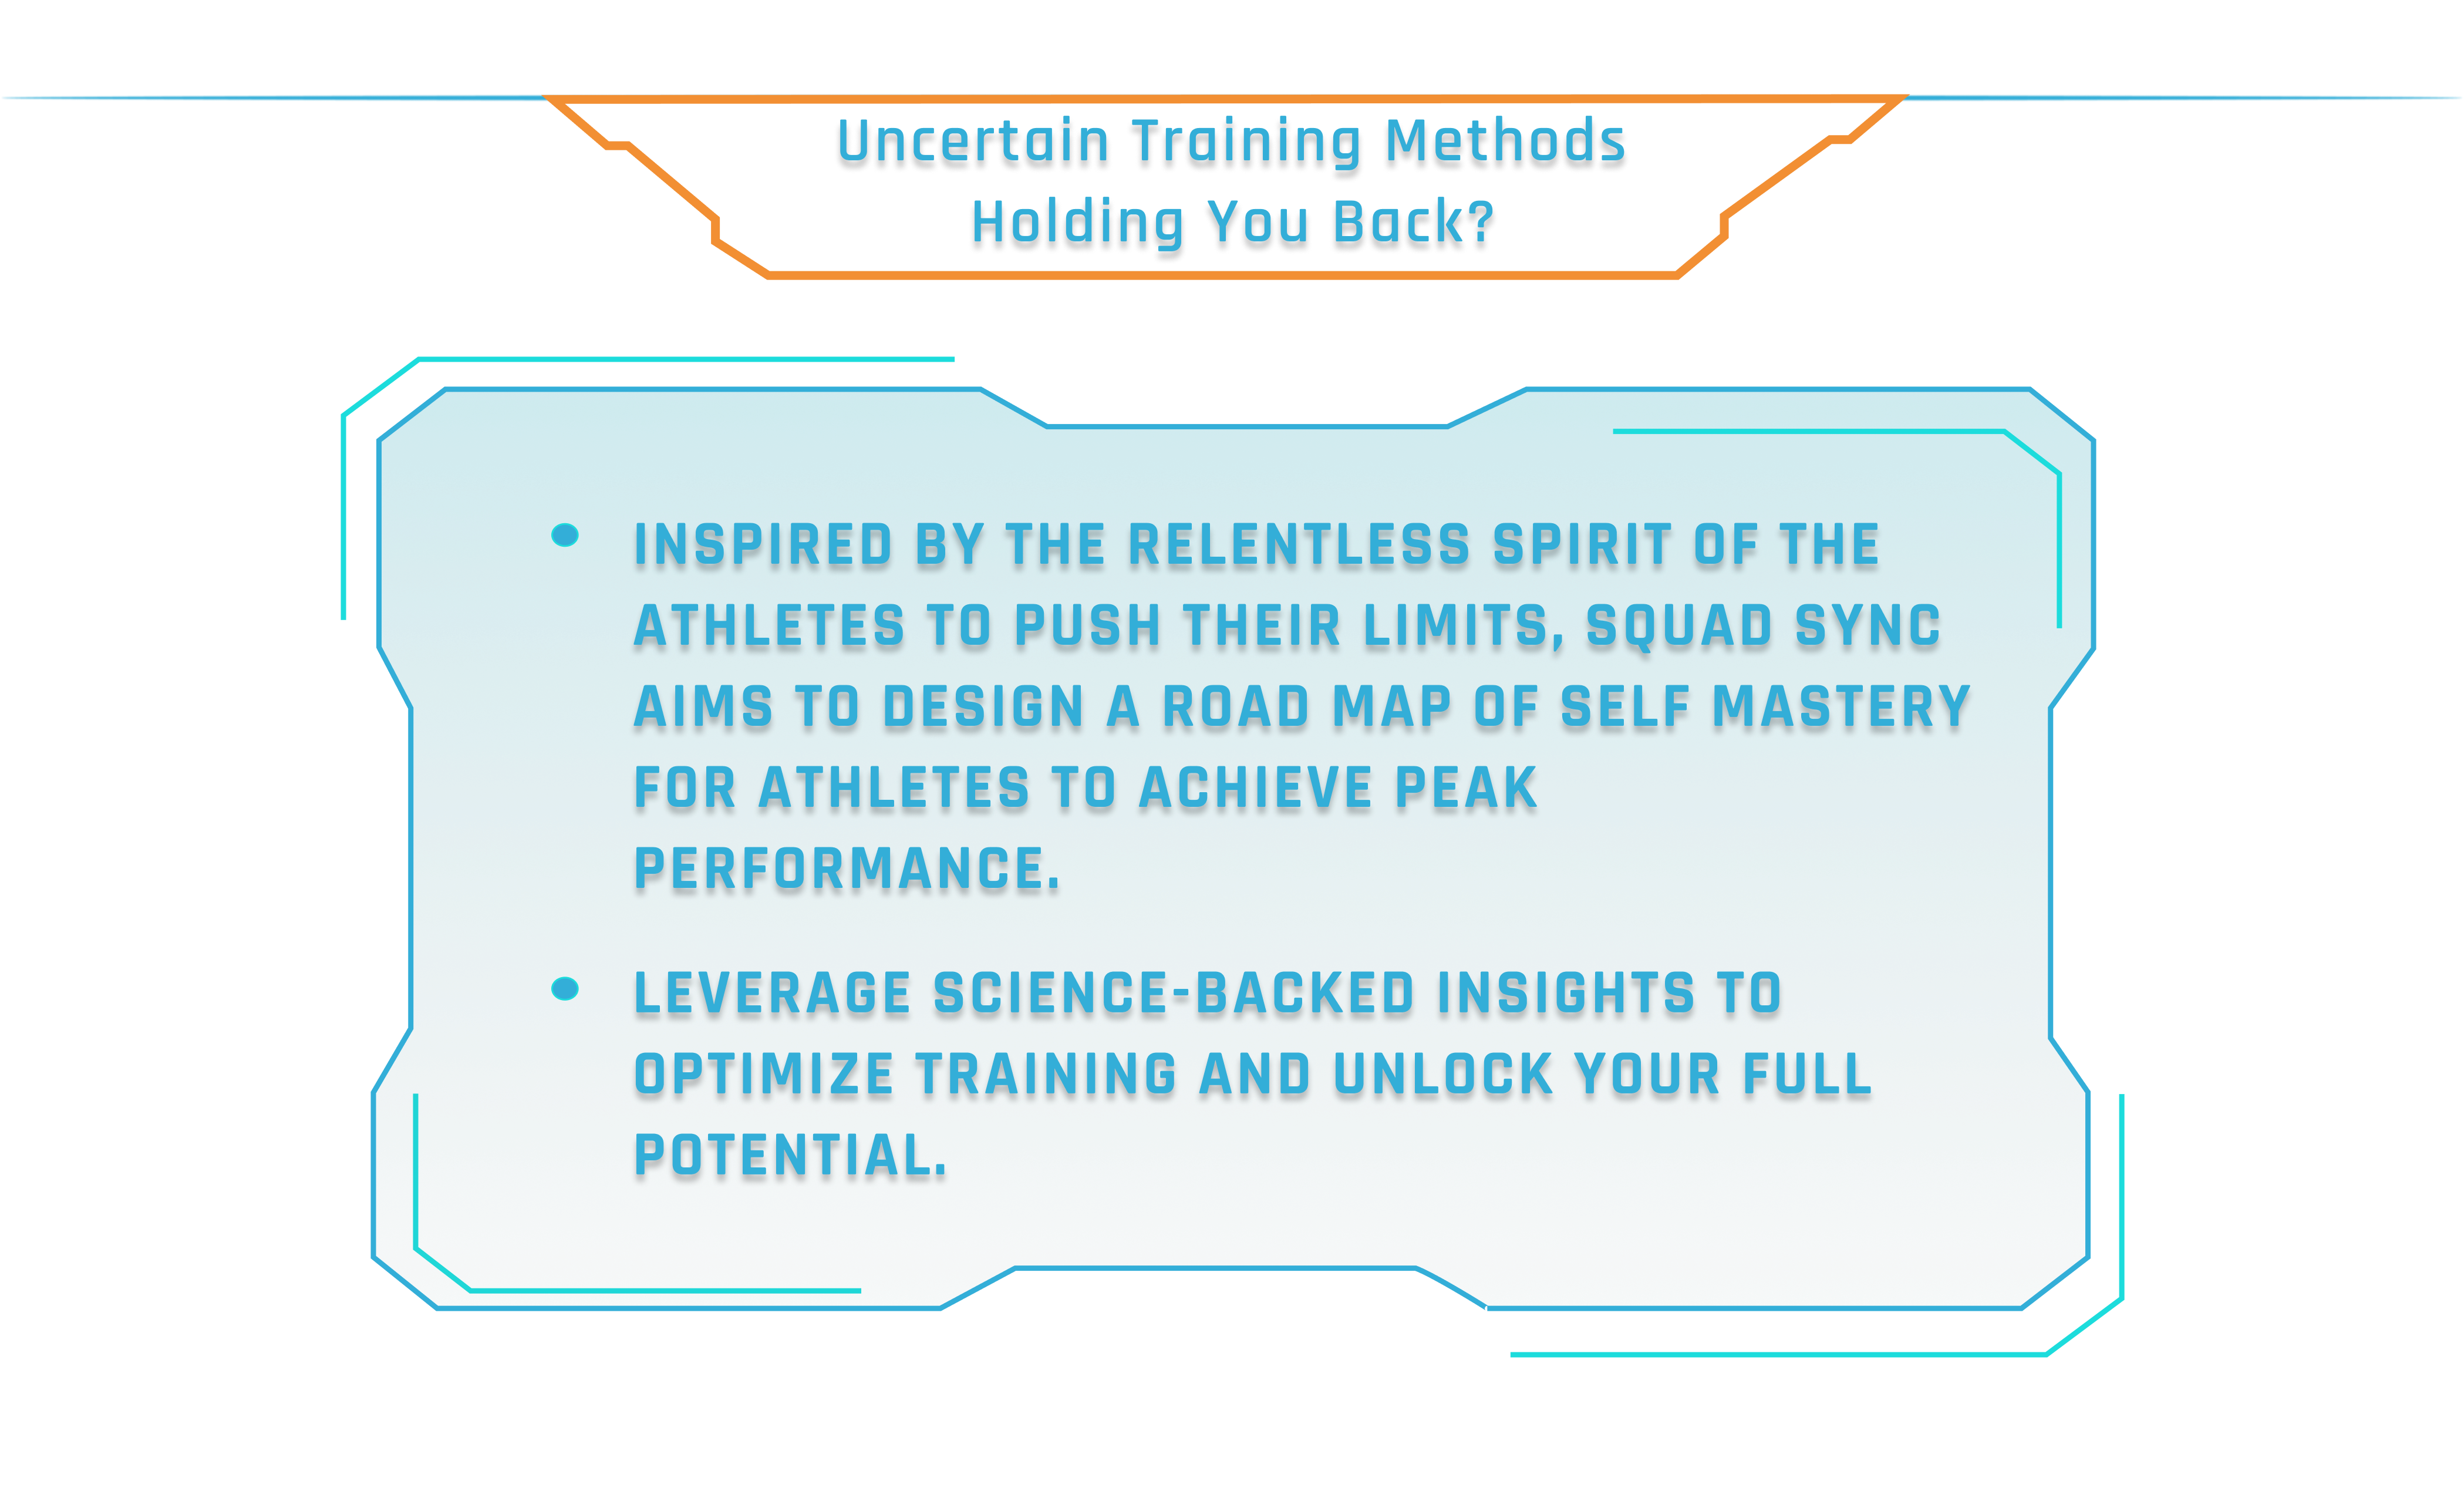 Uncertain Training Methods
Holding You Back?
INSPIRED BY THE RELENTLESS SPIRIT OF THE
ATHLETES TO PUSH THEIR LIMITS, SQUAD SYNC
AIMS TO DESIGN A ROAD MAP OF SELF MASTERY
FOR ATHLETES TO ACHIEVE PEAK
PERFORMANCE.
LEVERAGE SCIENCE-BACKED INSIGHTS TO
OPTIMIZE TRAINING AND UNLOCK YOUR FULL
POTENTIAL.